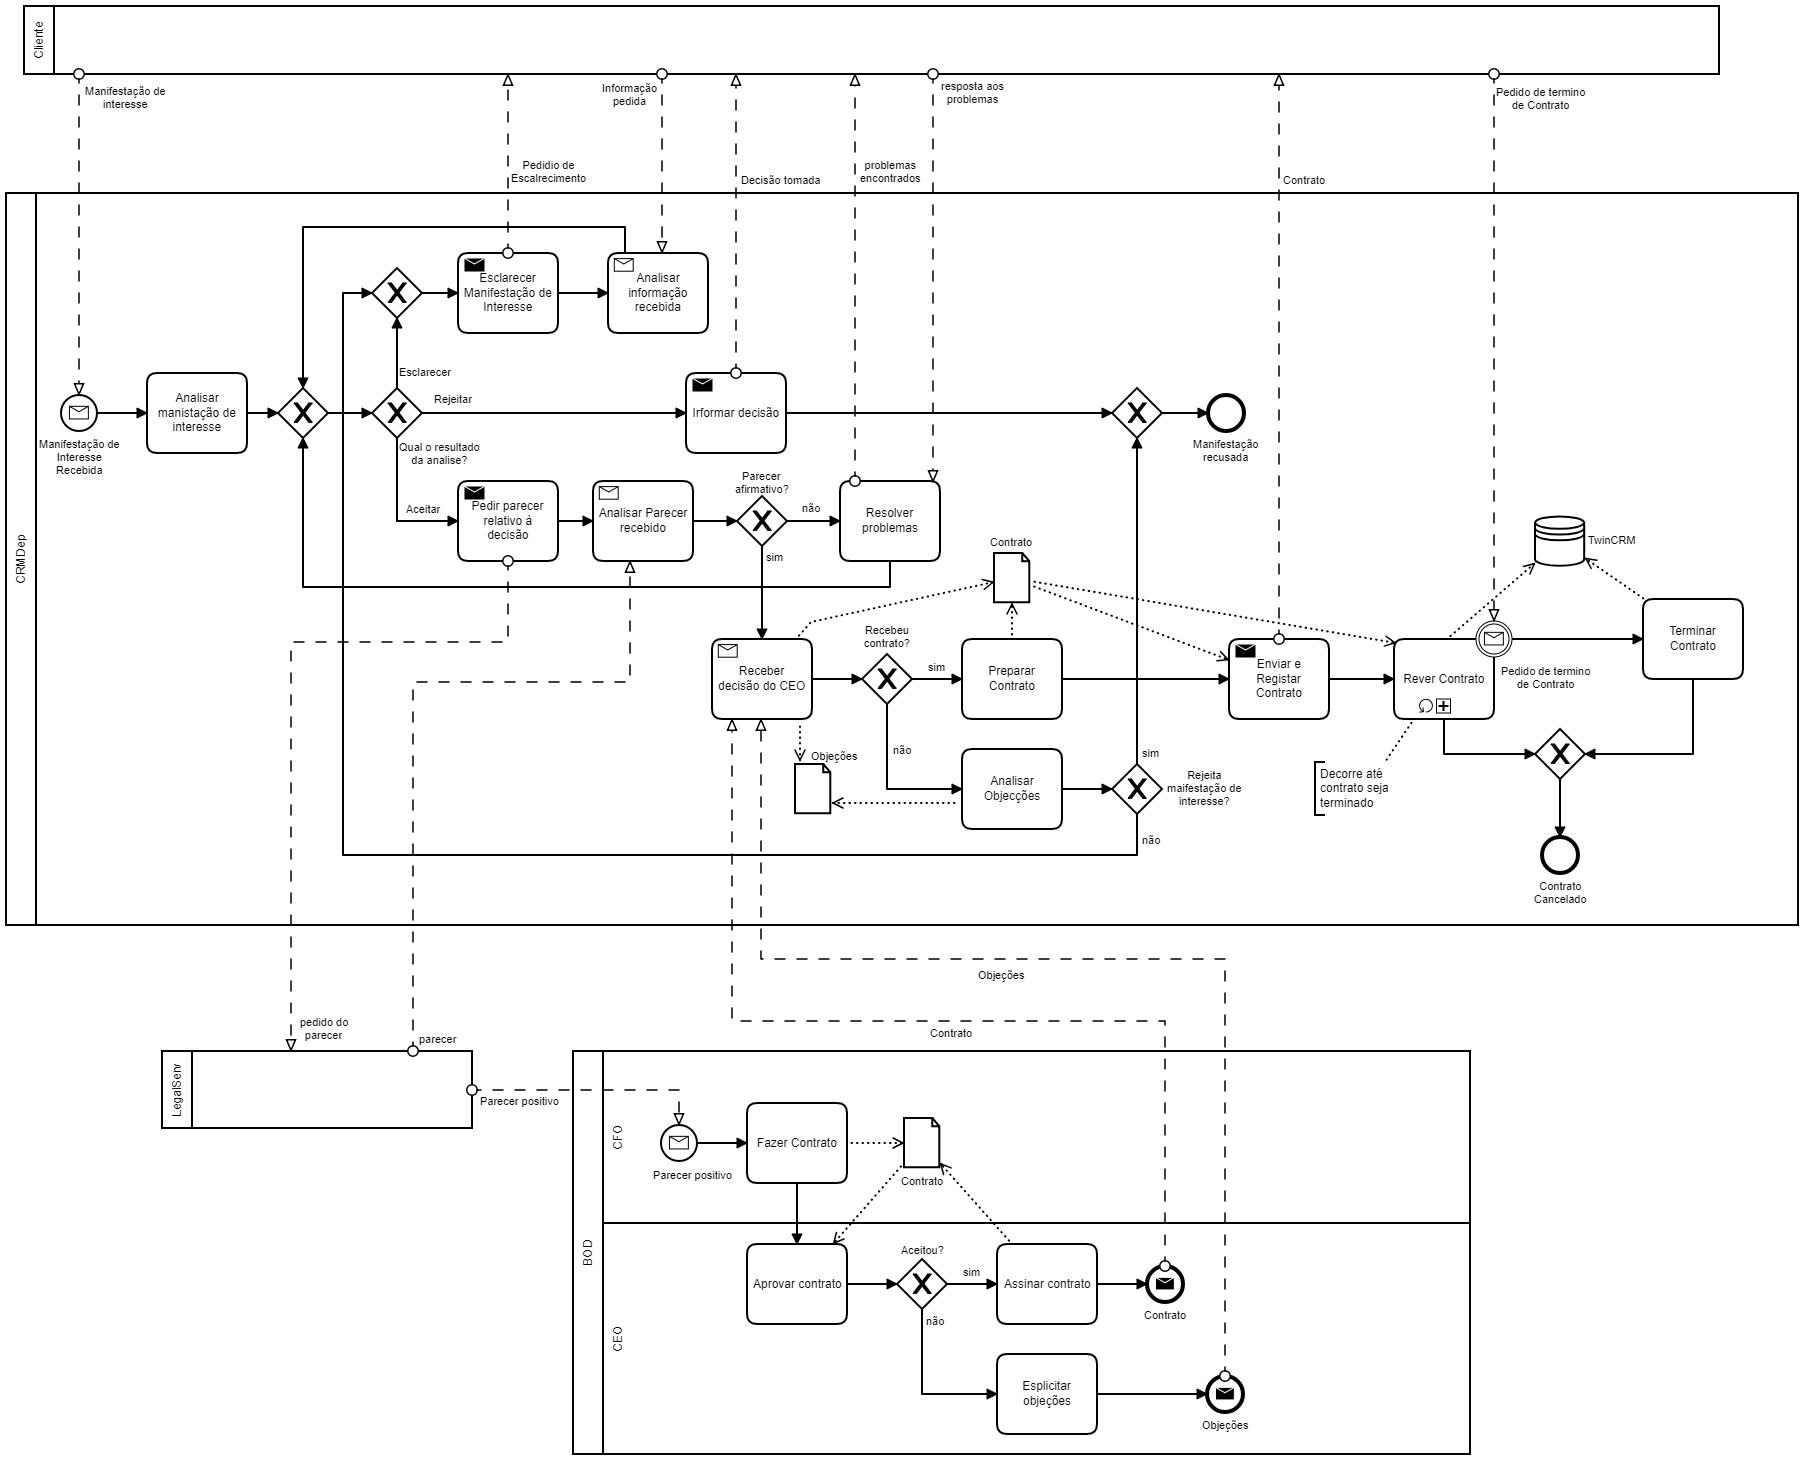 Cliente
Manifestação de
interesse
Informação
pedida
resposta aos
problemas
Pedido de termino
de Contrato
Pedidio de
Escalrecimento
Decisão tomada
problemas
encontrados
Contrato
CRMDep
Esclarecer
Manifestação de
Interesse
Analisar
informação
recebida
Esclarecer
Analisar
manistação de
interesse
Rejeitar
Informar decisão
Manifestação de
Interesse
Recebida
Qual o resultado
da analise?
Manifestação
recusada
Aceitar
Pedir parecer
relativo à
decisão
Analisar Parecer
recebido
Parecer
afirmativo?
não
sim
Resolver
problemas
Contrato
TwinCRM
Receber
decisão do CEO
Recebeu
contrato?
sim
não
Preparar
Contrato
Enviar e
Registar
Contrato
Rever Contrato
Pedido de termino
de Contrato
Terminar
Contrato
Objeções
Analisar
Objecções
sim
Rejeita
maifestação de
interesse?
não
Decorre até
contrato seja
terminado
Contrato
Cancelado
Objeções
Contrato
pedido do
parecer
parecer
LegalServ
Parecer positivo
BOD
CFO
Parecer positivo
Fazer Contrato
Contrato
CEO
Aprovar contrato
Aceitou?
sim
não
Assinar contrato
Contrato
Esplicitar
objeções
Objeções